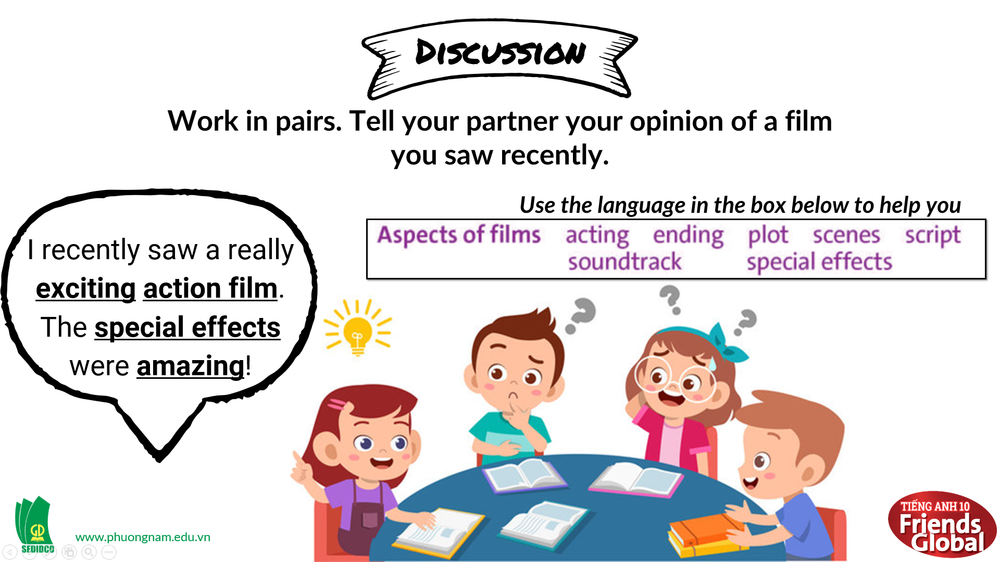 DISCUSSION
Work in pairs. Tell your partner your opinion of a film
you saw recently.
Use the language in the box below to help you
Aspects of films acting ending plot scenes script
soundtrack special effects
I recently saw a really
exciting action film.
The special effects
were amazing!
GD
SEDIDCO
www.phuongnam.edu.vn
TIẾNG ANH 10
Friends
Global